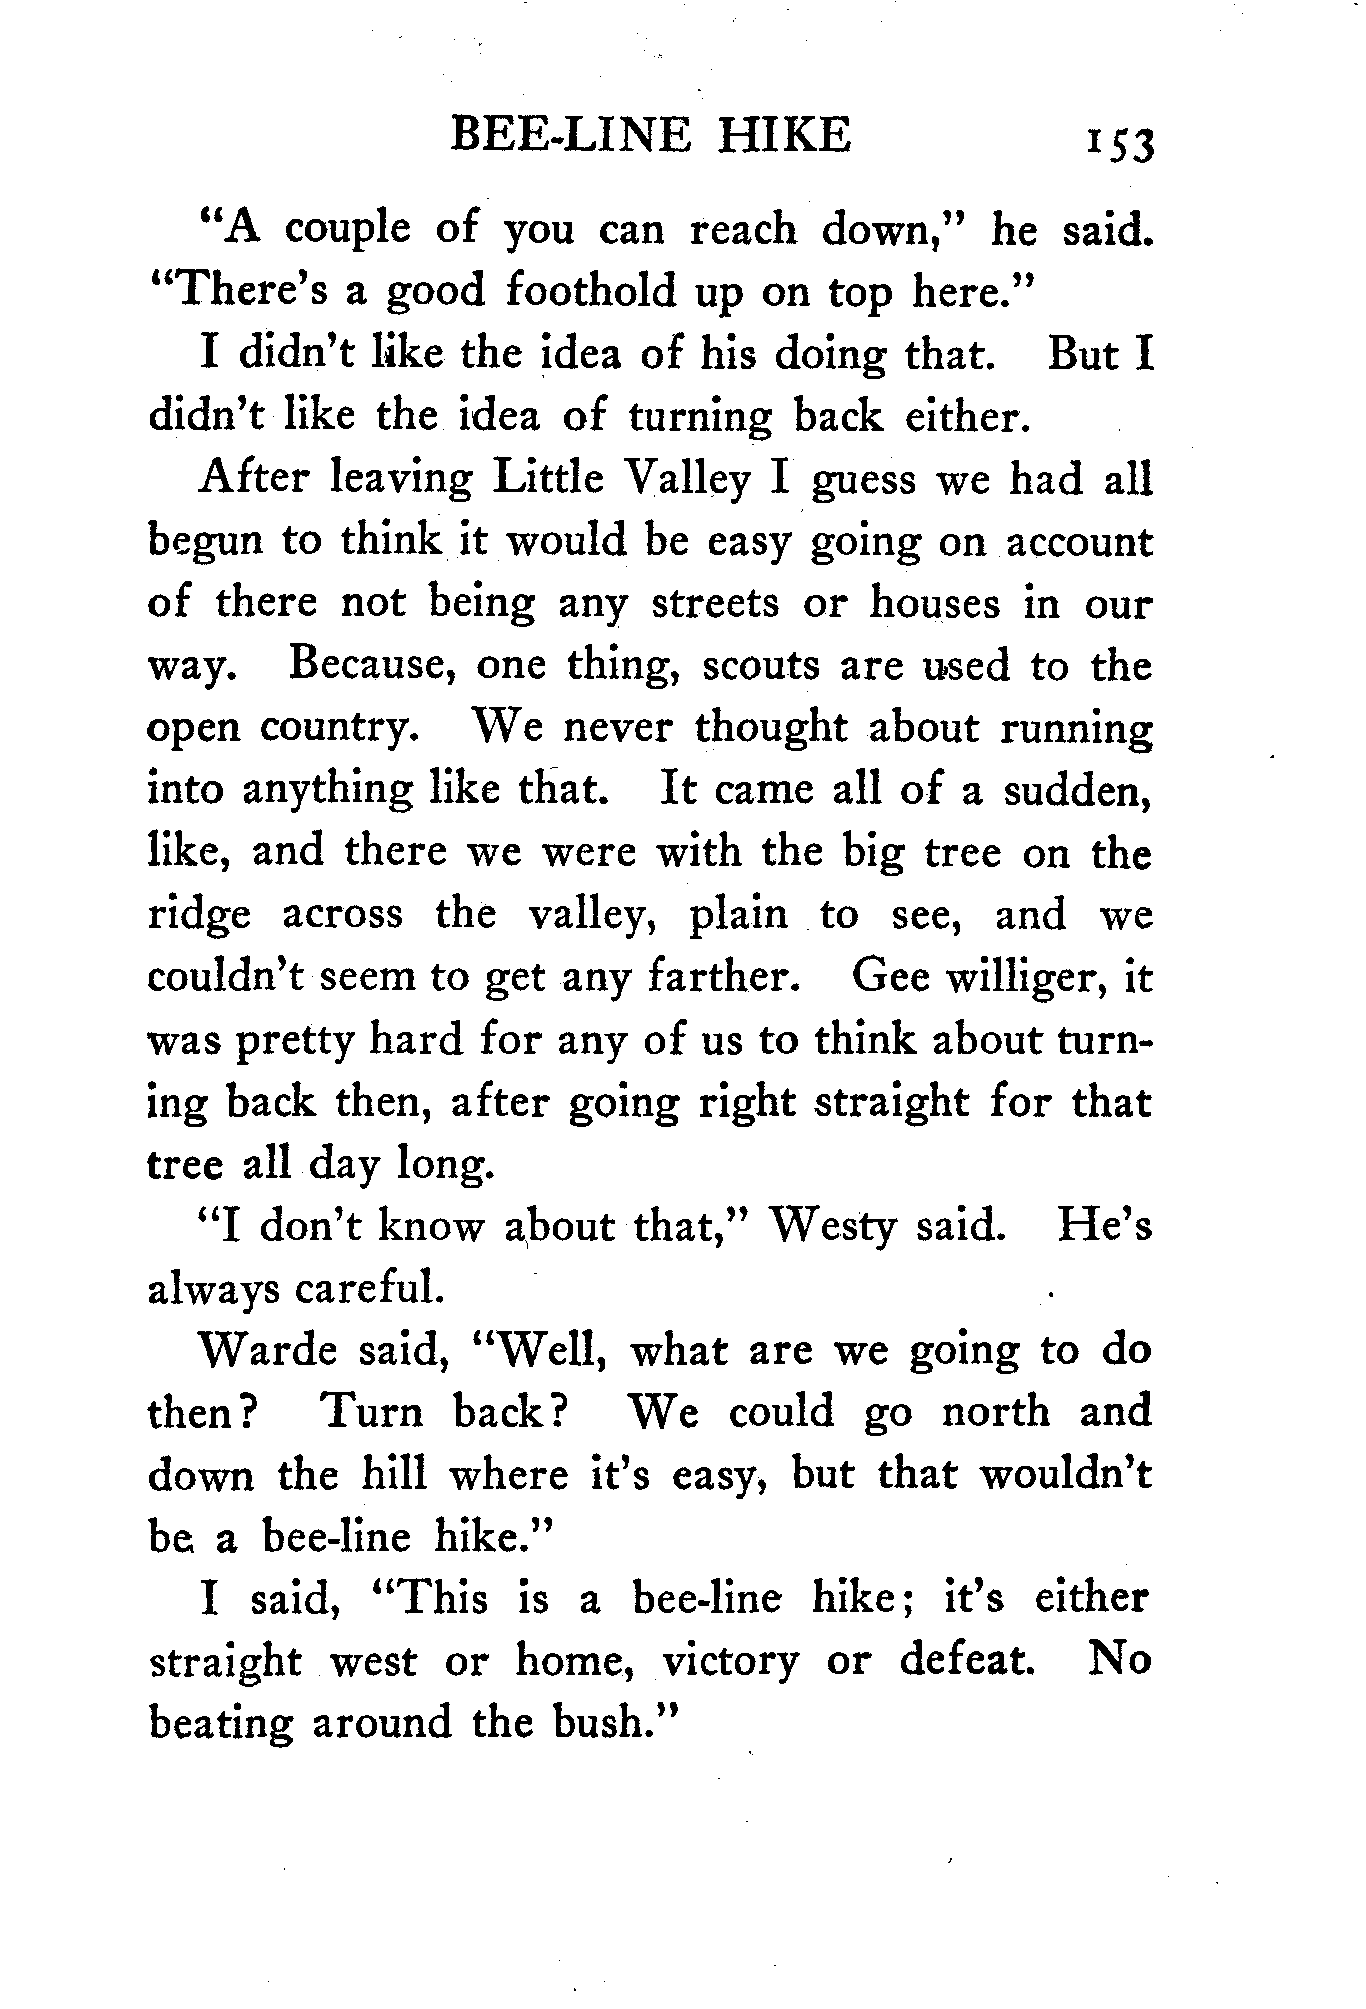 BEE-LINE HIKE 153
“A couple of you can reach down,” he said.
“There’s a good foothold up on top here.”
I didn’t like the idea of his doing that. But I
didn’t like the idea of turning back either.
After leaving Little Valley I guess we had all
begun to think it would be easy going on account
of there not being any streets or houses in our
way. Because, one thing, scouts are used to the
open country. We never thought about running
into anything like that. It came all of a sudden,
like, and there we were with the big tree on the
ridge across the valley, plain to see, and we
couldn’t seem to get any farther. Gee williger, it
was pretty hard for any of us to think about turn-
ing back then, after going right straight for that
tree all day long.
“I don’t know about that,” Westy said. He’s
always careful.
Warde said, “Well, what are we going to do
then? Turn back? We could go north and
down the hill where it’s easy, but that wouldn’t
be a bee-line hike.”
I said, “This is a bee-line hike; it’s either
straight west or home, victory or defeat. No
beating around the bush.”